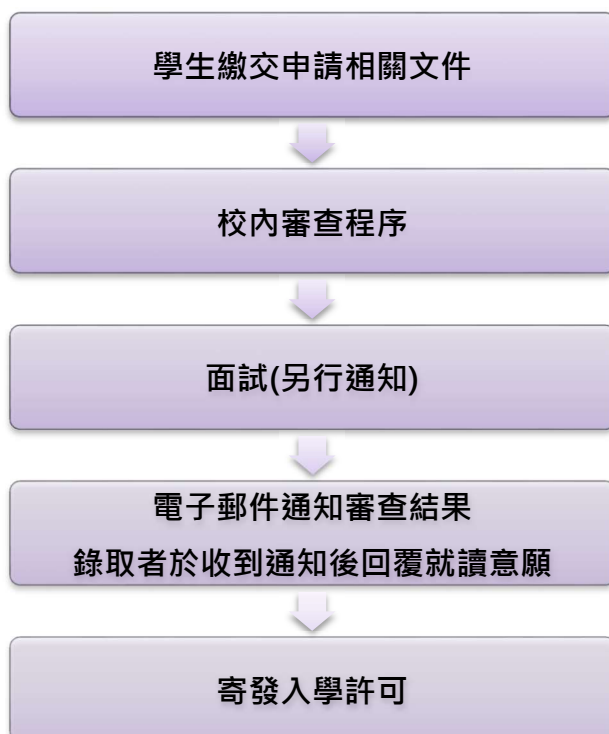 學生繳交申請相關文件
校內審查程序
面試(另行通知)
電子郵件通知審查結果
錄取者於收到通知後回覆就讀意願
寄發入學許可